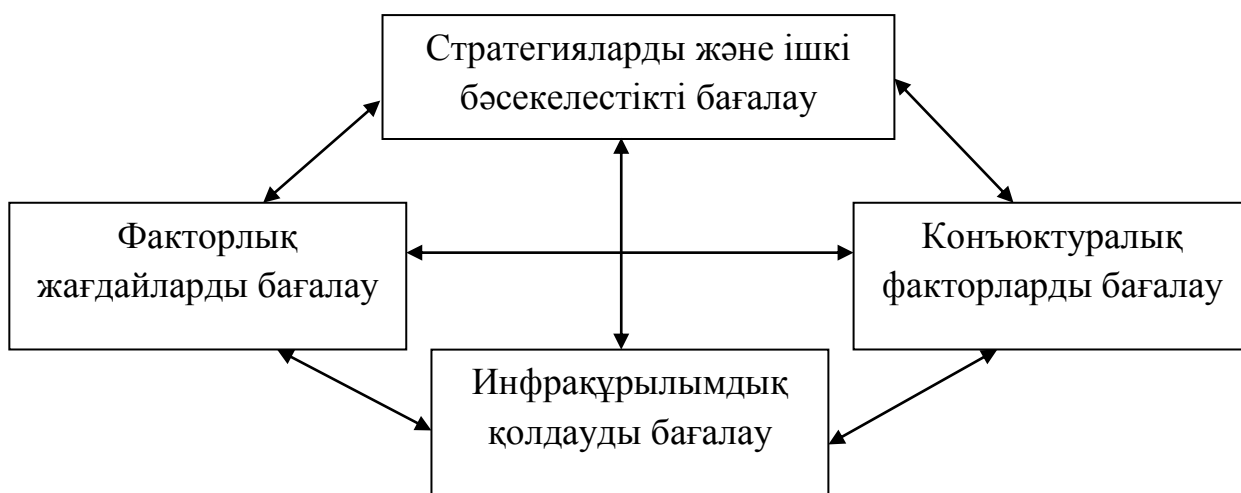 Стратегияларды және ішкі
бәсекелестікті бағалау
Факторлық
жағдайларды бағалау
Конъюктуралық
факторларды бағалау
Инфрақұрылымдық
қолдауды бағалау